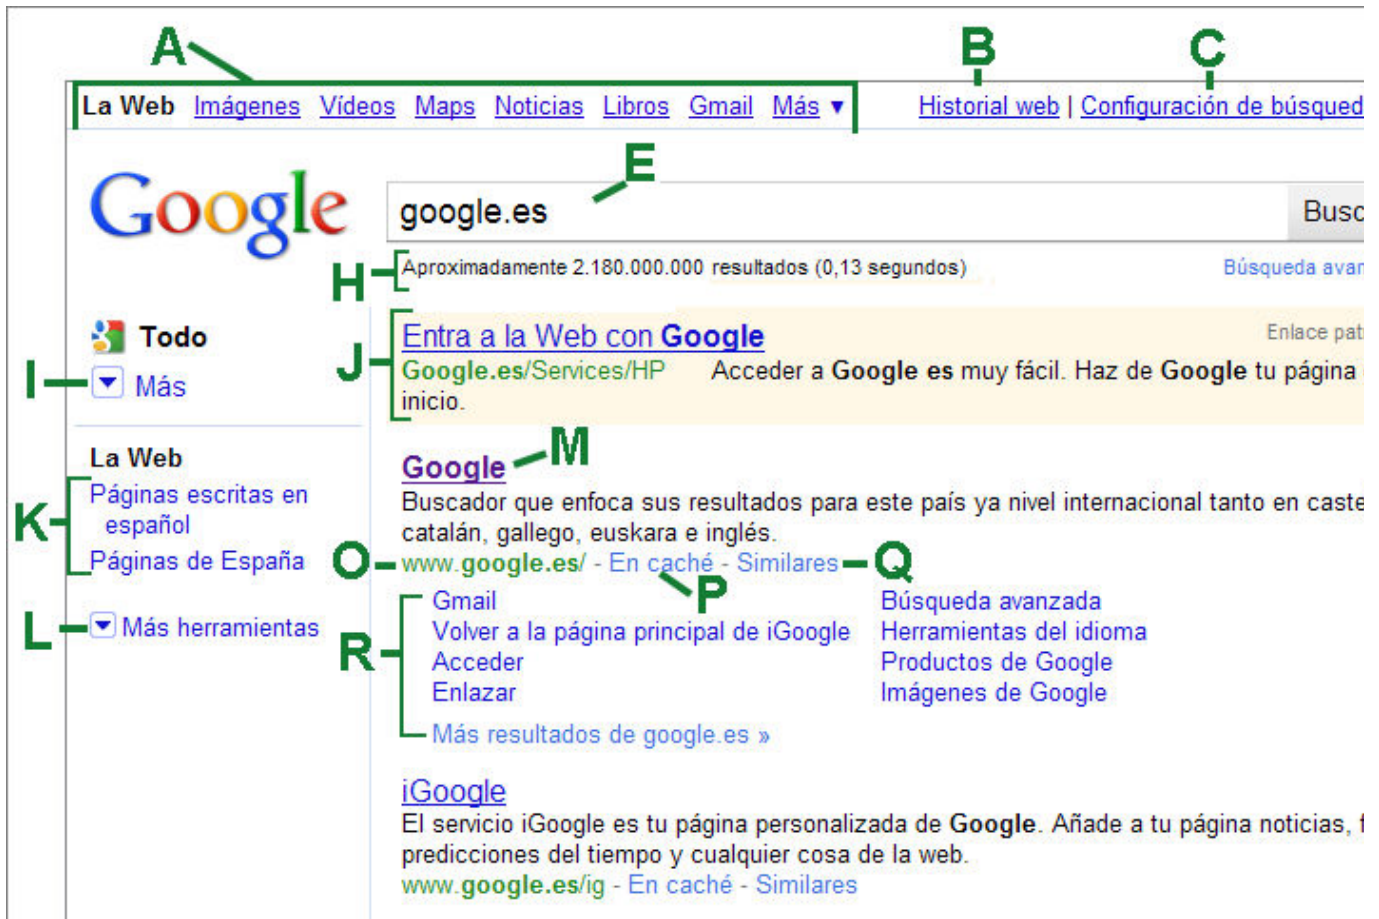 A
B
C
La Web Imágenes Vídeos Maps Noticias Libros Gmail Más ▼ Historial web | Configuración de búsqued
E
Google
google.es Busc
H
Aproximadamente 2.180.000.000 resultados (0,13 segundos) Búsqueda avan
Todo
I
Más
J
Entra a la Web con Google Enlace pat
Google.es/Services/HP Acceder a Google es muy fácil. Haz de Google tu página
inicio.
La Web
K
Páginas escritas en
español
Páginas de España
L
Más herramientas
M
Google
Buscador que enfoca sus resultados para este país ya nivel internacional tanto en caste
catalán, gallego, euskara e inglés.
O
www.google.es/ - En caché - Similares
Q
P
R
Gmail Búsqueda avanzada
Volver a la página principal de iGoogle Herramientas del idioma
Acceder Productos de Google
Enlazar Imágenes de Google
Más resultados de google.es »
iGoogle
El servicio iGoogle es tu página personalizada de Google. Añade a tu página noticias, f
predicciones del tiempo y cualquier cosa de la web.
www.google.es/ig - En caché - Similares